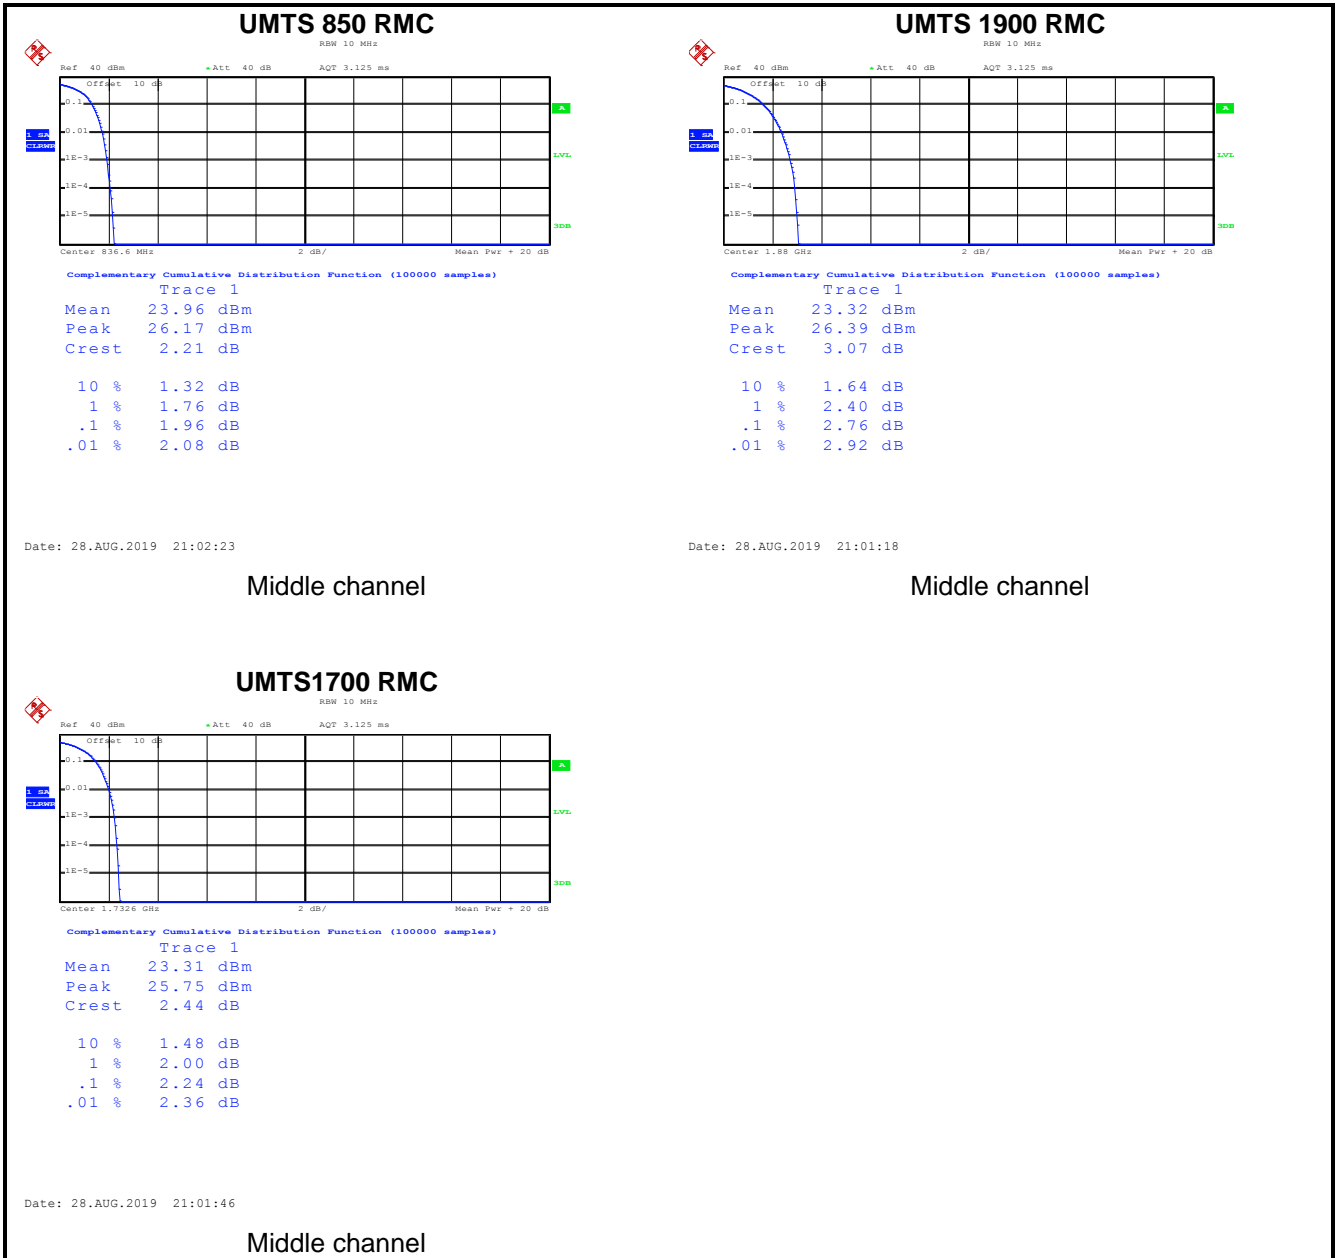 UMTS 850 RMC
RBW 10 MHz
Ref 40 dBm *Att 40 dB AQT 3.125 ms
Offset 10 dB
0.1
A
1 SA
CLRWR
0.01
1E-3
LVL
1E-4
1E-5
3DB
Center 836.6 MHz 2 dB/ Mean Pwr + 20 dB
Complementary Cumulative Distribution Function (100000 samples)
Trace 1
Mean 23.96 dBm
Peak 26.17 dBm
Crest 2.21 dB
10 % 1.32 dB
1 % 1.76 dB
.1 % 1.96 dB
.01 % 2.08 dB
Date: 28.AUG.2019 21:02:23
Middle channel
UMTS 1900 RMC
RBW 10 MHz
Ref 40 dBm *Att 40 dB AQT 3.125 ms
Offset 10 dB
0.1
A
1 SA
CLRWR
0.01
1E-3
LVL
1E-4
1E-5
3DB
Center 1.88 GHz 2 dB/ Mean Pwr + 20 dB
Complementary Cumulative Distribution Function (100000 samples)
Trace 1
Mean 23.32 dBm
Peak 26.39 dBm
Crest 3.07 dB
10 % 1.64 dB
1 % 2.40 dB
.1 % 2.76 dB
.01 % 2.92 dB
Date: 28.AUG.2019 21:01:18
Middle channel
UMTS1700 RMC
RBW 10 MHz
Ref 40 dBm *Att 40 dB AQT 3.125 ms
Offset 10 dB
0.1
A
1 SA
CLRWR
0.01
1E-3
LVL
1E-4
1E-5
3DB
Center 1.7326 GHz 2 dB/ Mean Pwr + 20 dB
Complementary Cumulative Distribution Function (100000 samples)
Trace 1
Mean 23.31 dBm
Peak 25.75 dBm
Crest 2.44 dB
10 % 1.48 dB
1 % 2.00 dB
.1 % 2.24 dB
.01 % 2.36 dB
Date: 28.AUG.2019 21:01:46
Middle channel